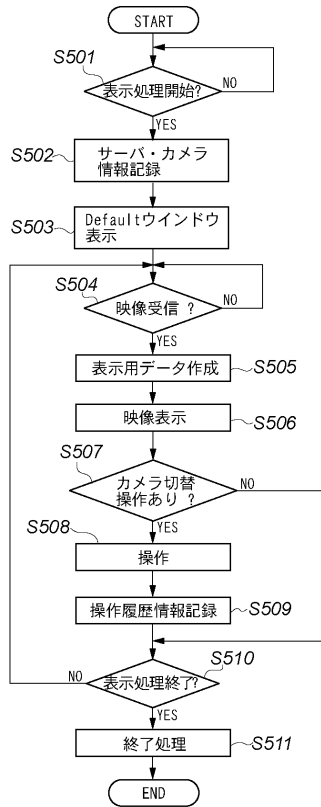 START
S501
表示処理開始?
NO
YES
S502
サーバ・カメラ
情報記録
S503
Defaultウインドウ
表示
S504
映像受信 ?
NO
YES
表示用データ作成
S505
映像表示
S506
S507
カメラ切替
操作あり ?
NO
YES
S508
操作
操作履歴情報記録
S509
S510
表示処理終了?
NO
YES
終了処理
S511
END